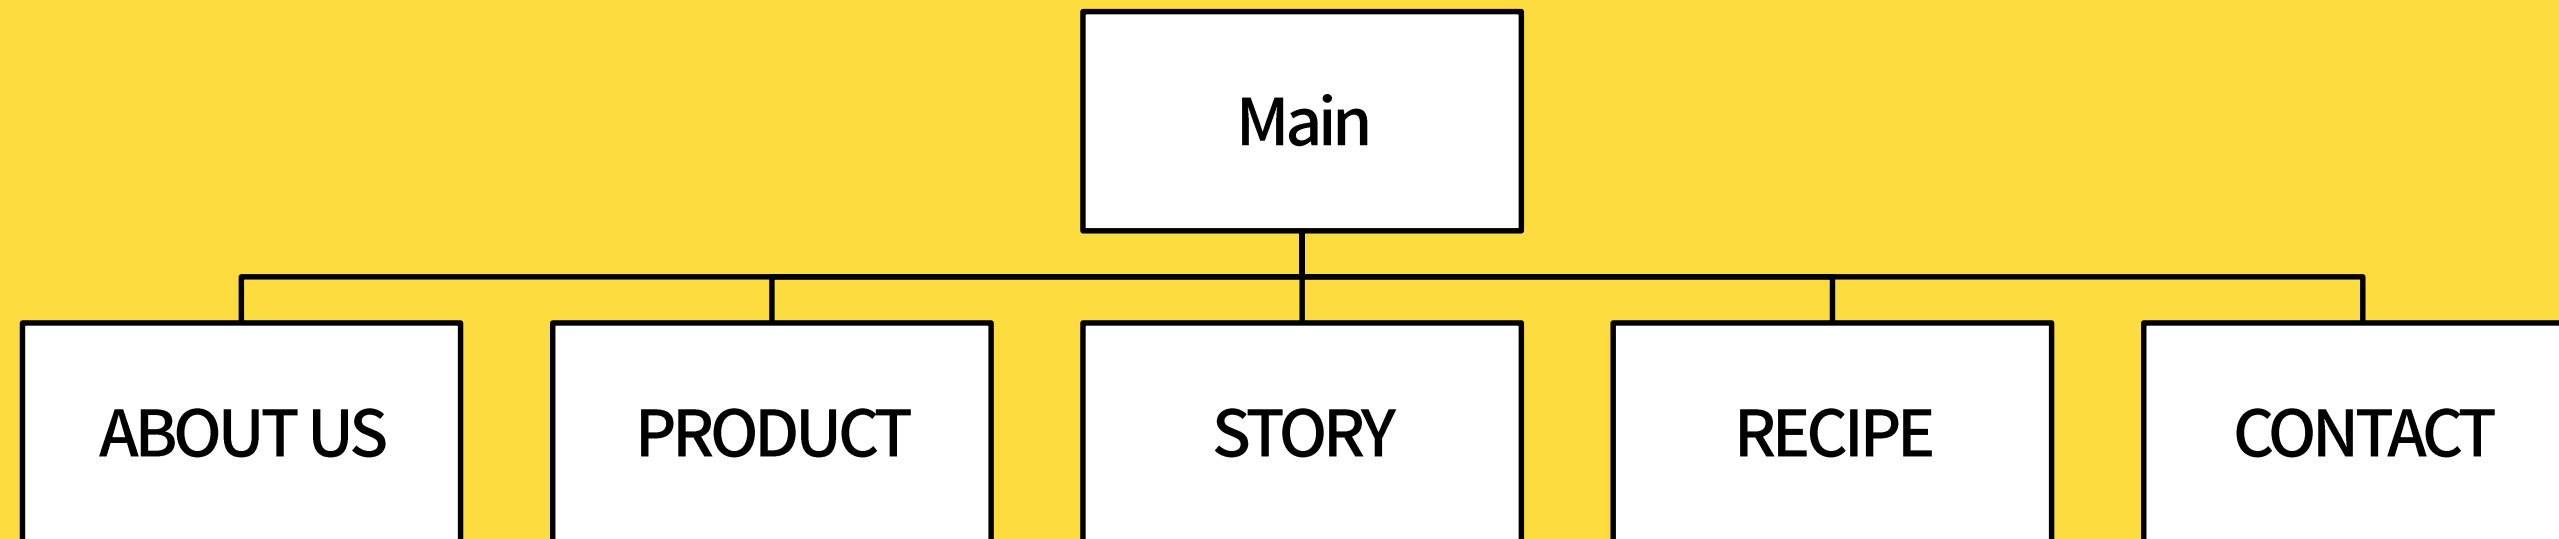 Main
ABOUT US
PRODUCT
STORY
RECIPE
CONTACT